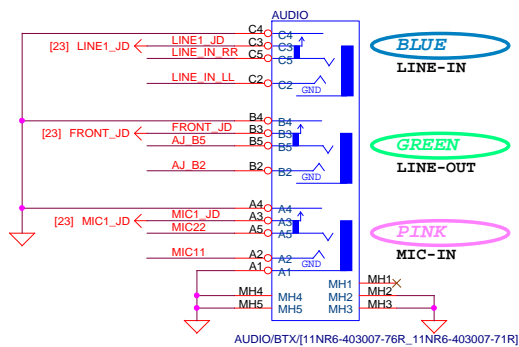 AUDIO
C4 C4
[23] LINE1_JD LINE1_JD C3 C3
LINE_IN_RR C5 C5
BLUE
LINE-IN
LINE_IN_LL C2 C2
GND
B4 B4
[23] FRONT_JD FRONT_JD B3 B3
AJ_B5 B5 B5
GREEN
LINE-OUT
AJ_B2 B2 B2
GND
A4 A4
[23] MIC1_JD MIC1_JD A3 A3
MIC22 A5 A5
PINK
MIC-IN
MIC11 A2 A2
GND
A1 A1
MH1 MH1
MH4 MH4 MH2 MH2
MH5 MH5 MH3 MH3
AUDIO/BTX/[11NR6-403007-76R_11NR6-403007-71R]